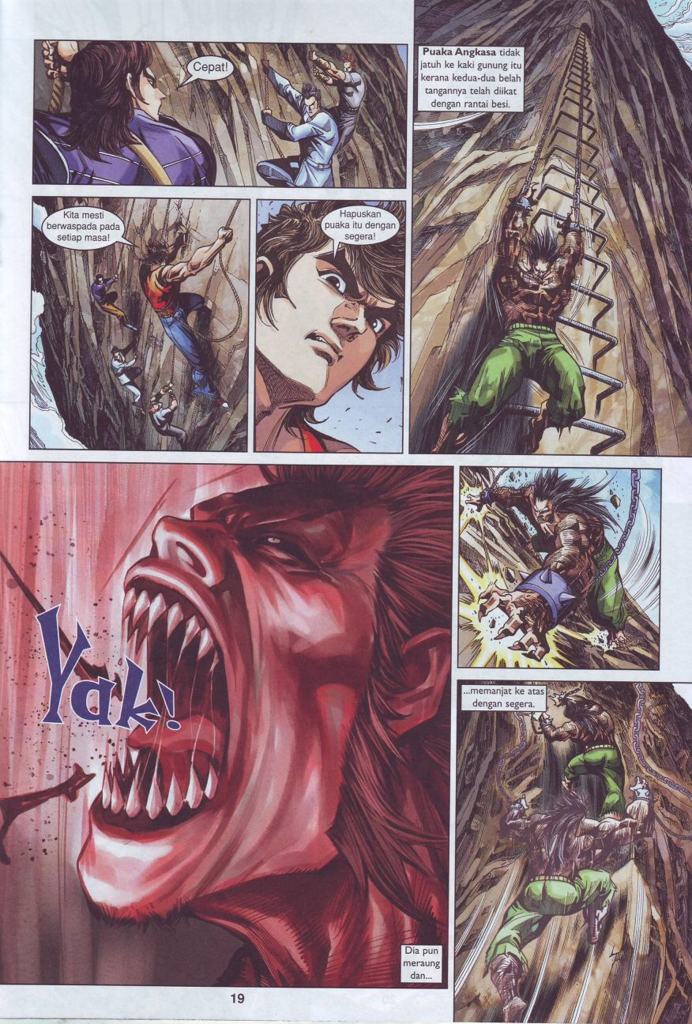 Cepat!
Puaka Angkasa tidak
jatuh ke kaki gunung itu
kerana kedua-dua belah
tangannya telah diikat
dengan rantai besi.
Kita mesti
berwaspada pada
setiap masa!
Hapuskan
puaka itu dengan
segera!
Yak!
Dia pun
meraung
dan...
...memanjat ke atas
dengan segera.
19